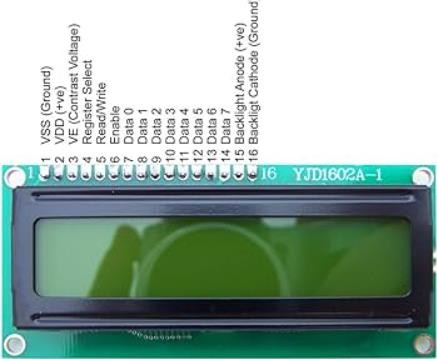 1 VSS (Ground)
2 VDD (+ve)
3 VE (Contrast Voltage)
4 Register Select
5 Read/Write
6 Enable
7 Data 0
8 Data 1
9 Data 2
10 Data 3
11 Data 4
12 Data 5
13 Data 6
14 Data 7
15 Backlight Anode (+ve)
16 Backligt Cathode (Ground
1 16 YJD1602A-1